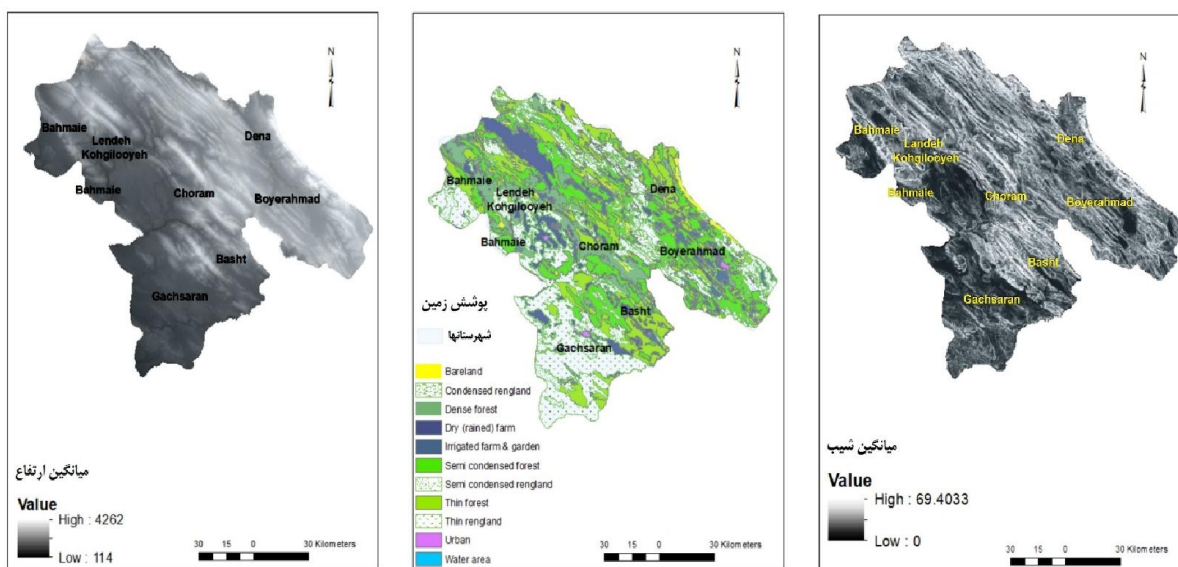 N
Bahmaie
Lendeh
Kohgilooyeh
Bahmaie
Dena
Choram
Boyerahmad
Basht
Gachsaran
میانگین ارتفاع
Value
High : 4262
Low : 114
30 15 0 30 Kilometers
N
Bahmaie
Lendeh
Kohgilooyeh
Bahmaie
Dena
Choram
Boyerahmad
Basht
Gachsaran
پوشش زمین
شهرستانها
Bareland
Condensed rengland
Dense forest
Dry (rained) farm
Irrigated farm & garden
Semi condensed forest
Semi condensed rengland
Thin forest
Thin rengland
Urban
Water area
30 15 0 30 Kilometers
N
Bahmaie
Landeh
Kohgilooyeh
Bahmaie
Dena
Choram
Boyerahmad
Basht
Gachsaran
میانگین شیب
Value
High : 69.4033
Low : 0
30 15 0 30 Kilometers